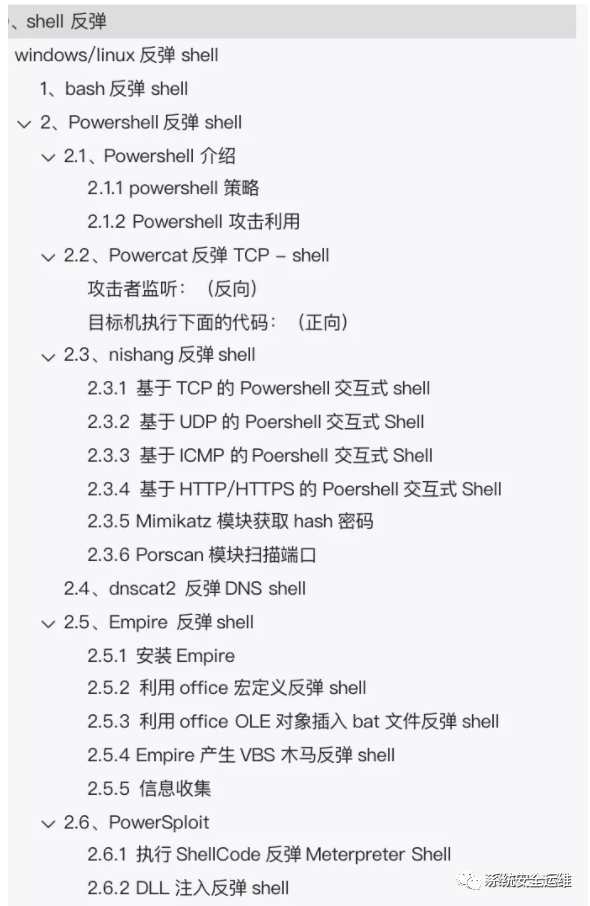 、shell 反弹
windows/linux 反弹 shell
1、bash 反弹 shell
2、Powershell 反弹 shell
2.1、Powershell 介绍
2.1.1 powershell 策略
2.1.2 Powershell 攻击利用
2.2、Powercat 反弹 TCP – shell
攻击者监听：（反向）
目标机执行下面的代码：（正向）
2.3、nishang 反弹 shell
2.3.1 基于 TCP 的 Powershell 交互式 shell
2.3.2 基于 UDP 的 Poershell 交互式 Shell
2.3.3 基于 ICMP 的 Poershell 交互式 Shell
2.3.4 基于 HTTP/HTTPS 的 Poershell 交互式 Shell
2.3.5 Mimikatz 模块获取 hash 密码
2.3.6 Porscan 模块扫描端口
2.4、dnscat2 反弹 DNS shell
2.5、Empire 反弹 shell
2.5.1 安装 Empire
2.5.2 利用 office 宏定义反弹 shell
2.5.3 利用 office OLE 对象插入 bat 文件反弹 shell
2.5.4 Empire 产生 VBS 木马反弹 shell
2.5.5 信息收集
2.6、PowerSploit
2.6.1 执行 ShellCode 反弹 Meterpreter Shell
2.6.2 DLL 注入反弹 shell
系统安全运维